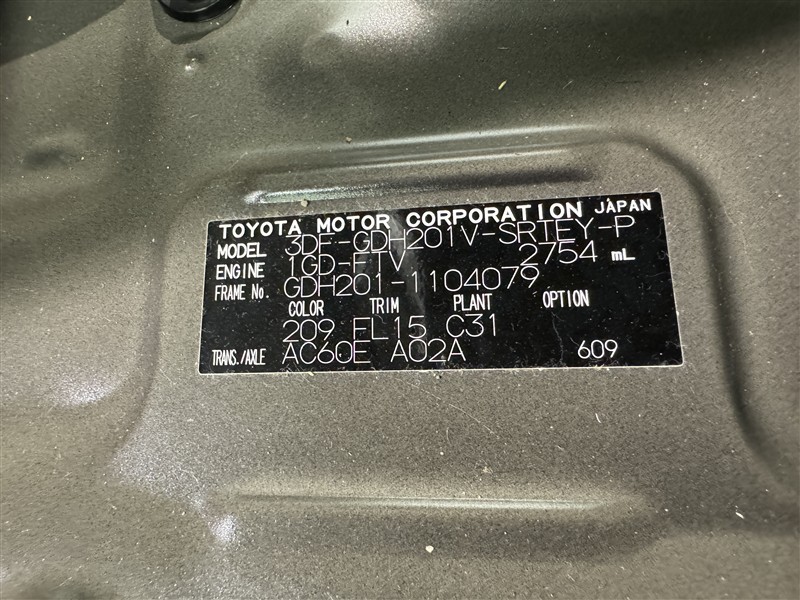 TOYOTA MOTOR CORPORATION JAPAN
MODEL 3DF-GDH201V-SRTEY-P
ENGINE 1GD-FTV 2754 mL
FRAME No. GDH201-1104079
COLOR TRIM PLANT OPTION
209 FL15 C31
TRANS./AXLE AC60E A02A 609